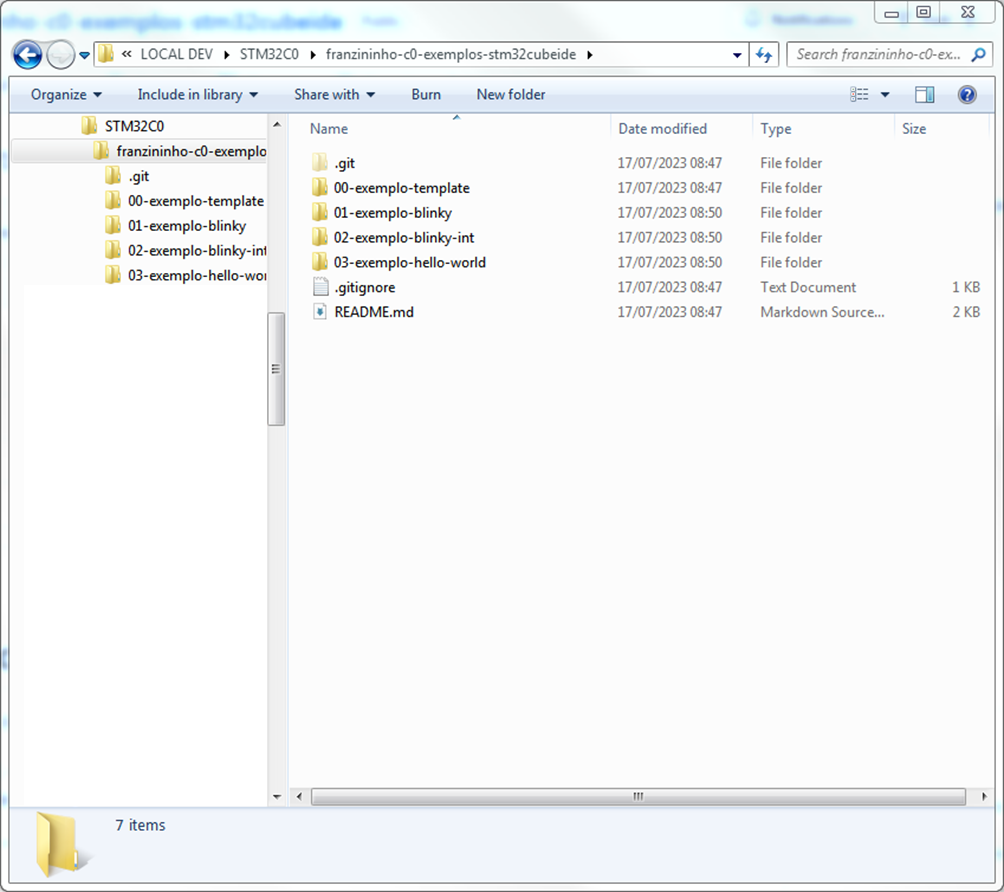 ho-c0-exemplos-stm32cubeide
Notifications
« LOCAL DEV STM32C0 franzininho-c0-exemplos-stm32cubeide
Search franzininho-c0-ex...
Organize Include in library Share with Burn New folder
STM32C0
franzininho-c0-exemplo
.git
00-exemplo-template
01-exemplo-blinky
02-exemplo-blinky-int
03-exemplo-hello-wor
Name Date modified Type Size
.git 17/07/2023 08:47 File folder
00-exemplo-template 17/07/2023 08:47 File folder
01-exemplo-blinky 17/07/2023 08:50 File folder
02-exemplo-blinky-int 17/07/2023 08:50 File folder
03-exemplo-hello-world 17/07/2023 08:50 File folder
.gitignore 17/07/2023 08:47 Text Document 1 KB
README.md 17/07/2023 08:47 Markdown Source... 2 KB
7 items